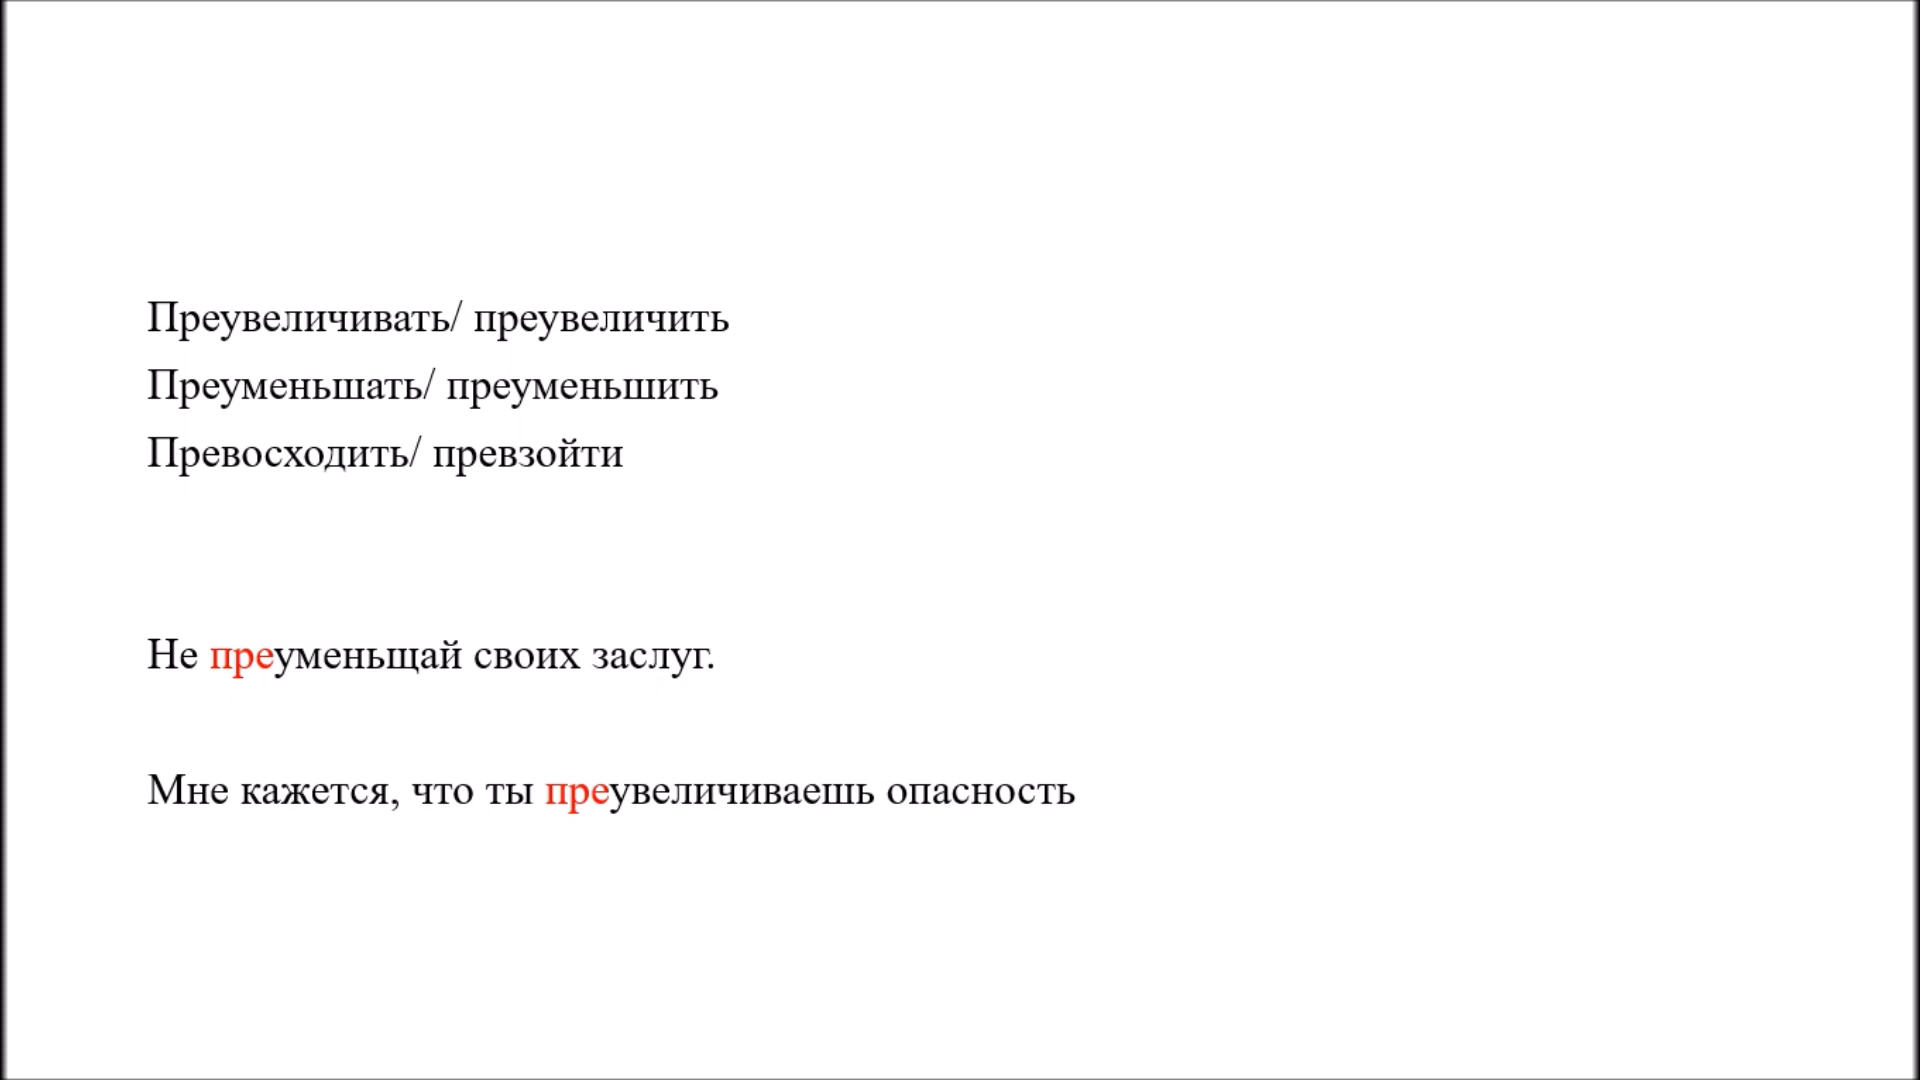 Преувеличивать/ преувеличить
Преуменьшать/ преуменьшить
Превосходить/ превзойти
Не преуменьщай своих заслуг.
Мне кажется, что ты преувеличиваешь опасность